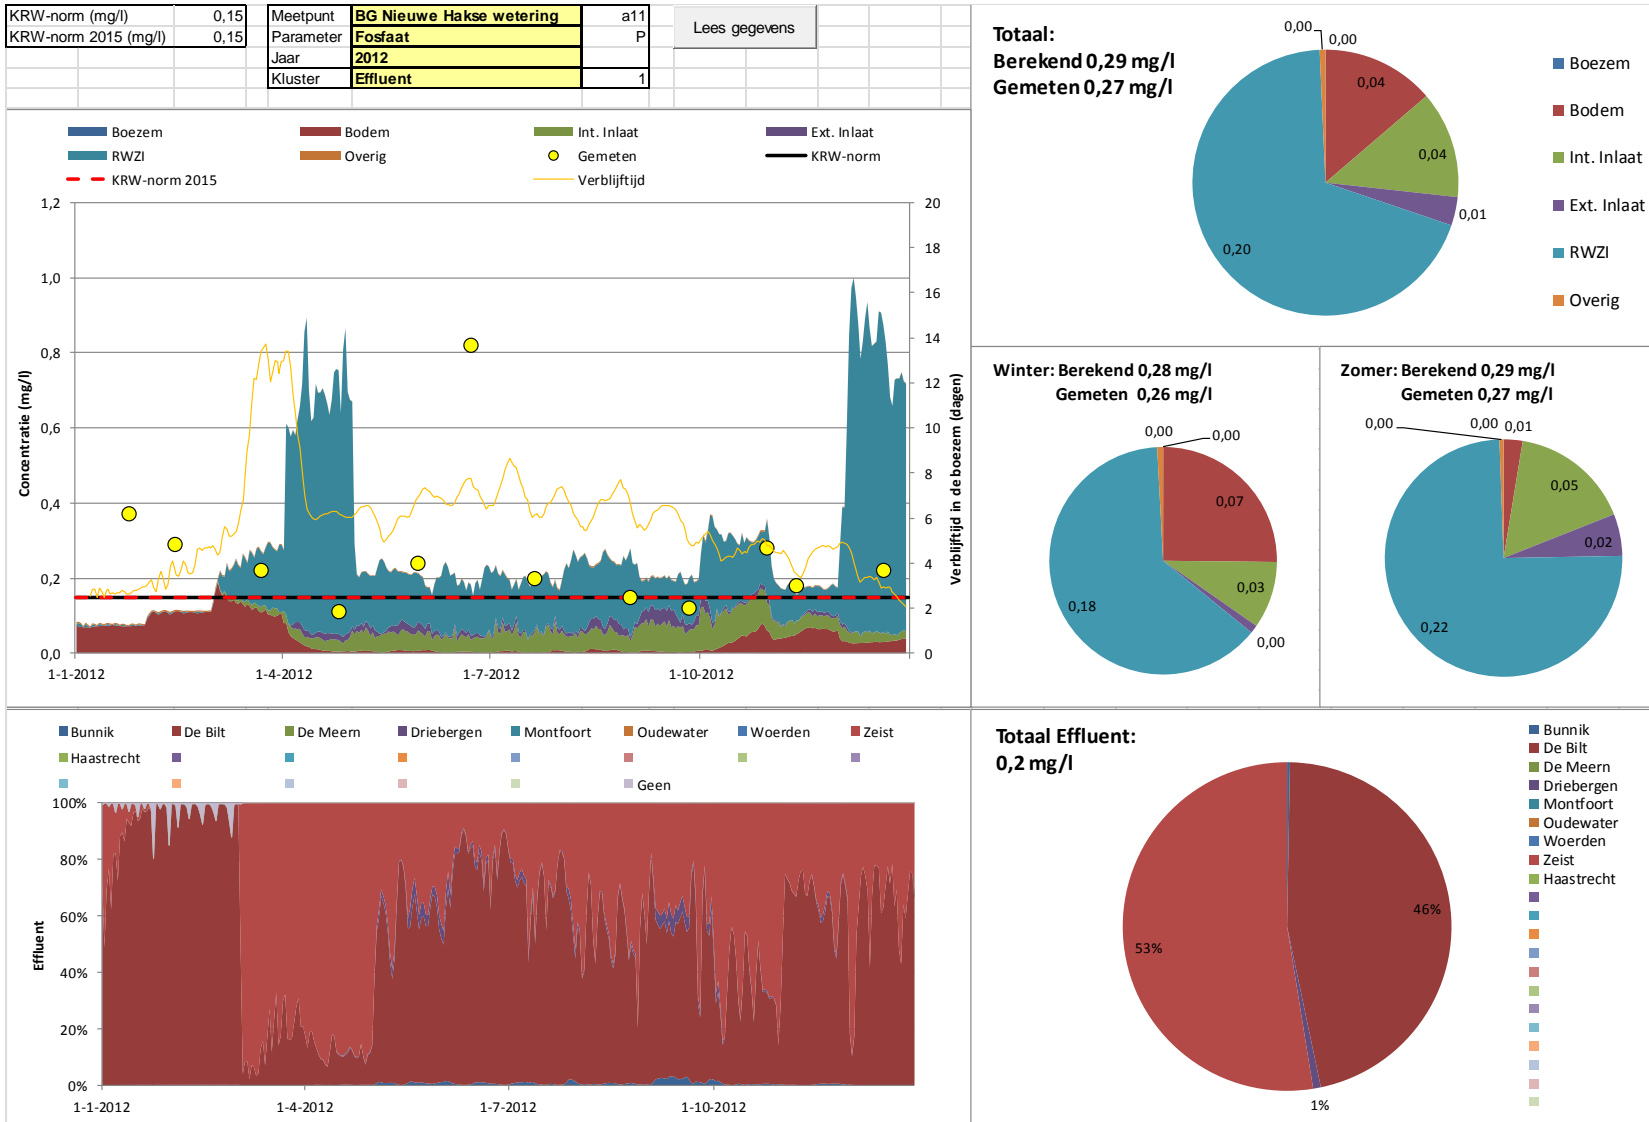 KRW-norm (mg/l) 0,15 Meetpunt BG Nieuwe Hakse wetering a11
KRW-norm 2015 (mg/l) 0,15 Parameter Fosfaat P
Jaar 2012
Kluster Effluent 1
Lees gegevens
Boezem Bodem Int. Inlaat Ext. Inlaat
RWZI Overig Gemeten KRW-norm
KRW-norm 2015 Verblijftijd
Concentratie (mg/l)
1,2
1,0
0,8
0,6
0,4
0,2
0,0
20
18
16
14
12
10
8
6
4
2
0
Verblijftijd in de boezem (dagen)
1-1-2012 1-4-2012 1-7-2012 1-10-2012
Totaal:
Berekend 0,29 mg/l
Gemeten 0,27 mg/l
0,00
0,00
0,04
0,04
0,01
0,20
Boezem
Bodem
Int. Inlaat
Ext. Inlaat
RWZI
Overig
Winter: Berekend 0,28 mg/l
Gemeten 0,26 mg/l
0,00
0,00
0,07
0,03
0,00
0,18
Zomer: Berekend 0,29 mg/l
Gemeten 0,27 mg/l
0,00
0,00
0,01
0,05
0,02
0,22
Bunnik De Bilt De Meern Driebergen Montfoort Oudewater Woerden Zeist
Haastrecht
Geen
Effluent
100%
80%
60%
40%
20%
0%
1-1-2012 1-4-2012 1-7-2012 1-10-2012
Totaal Effluent:
0,2 mg/l
46%
53%
1%
Bunnik
De Bilt
De Meern
Driebergen
Montfoort
Oudewater
Woerden
Zeist
Haastrecht